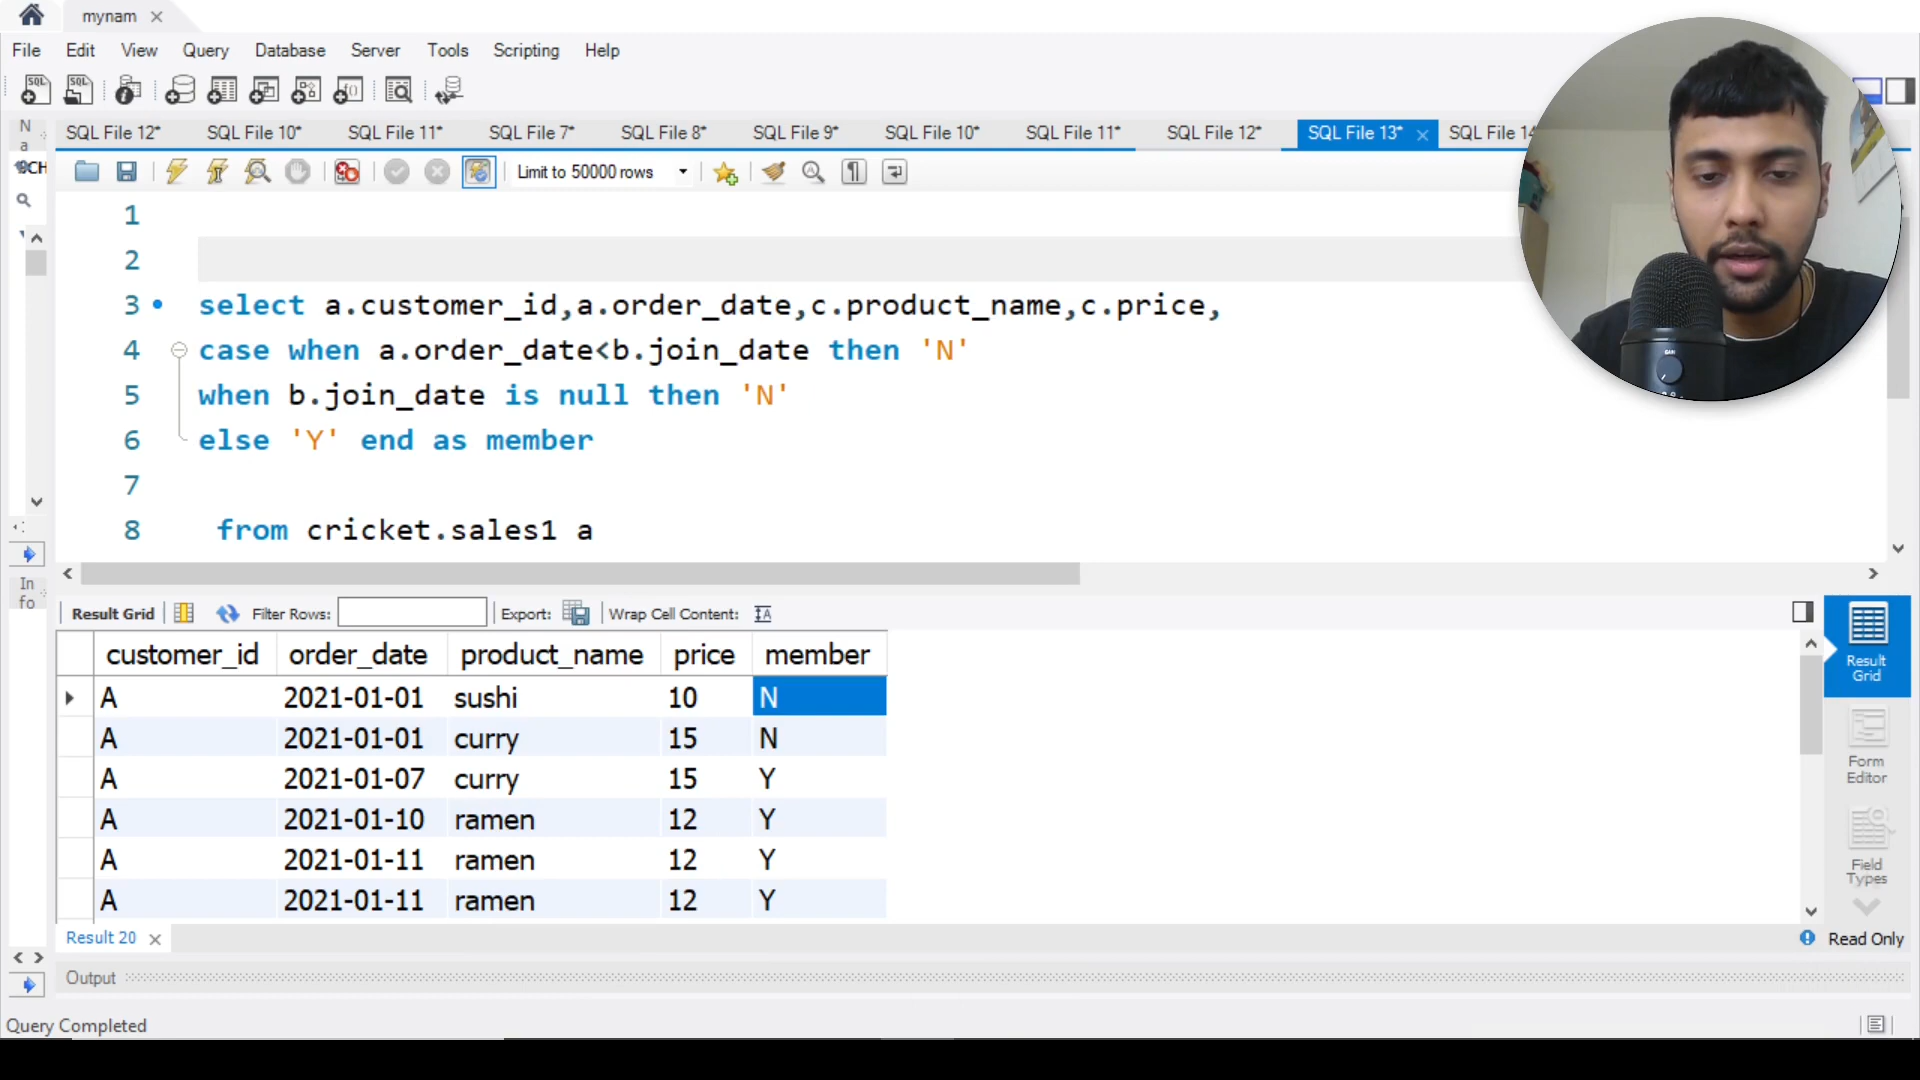 mynam
File Edit View Query Database Server Tools Scripting Help
SQL File 12* SQL File 10* SQL File 11* SQL File 7* SQL File 8* SQL File 9* SQL File 10* SQL File 11* SQL File 12* SQL File 13* SQL File 14
Na
SCH
Limit to 50000 rows
1
2
3 select a.customer_id,a.order_date,c.product_name,c.price,
4 case when a.order_date<b.join_date then 'N'
5 when b.join_date is null then 'N'
6 else 'Y' end as member
7
8 from cricket.sales1 a
Info
Result Grid Filter Rows: Export: Wrap Cell Content:
customer_id order_date product_name price member
A 2021-01-01 sushi 10 N
A 2021-01-01 curry 15 N
A 2021-01-07 curry 15 Y
A 2021-01-10 ramen 12 Y
A 2021-01-11 ramen 12 Y
A 2021-01-11 ramen 12 Y
Result Grid
Form Editor
Field Types
Result 20 Read Only
Output
Query Completed